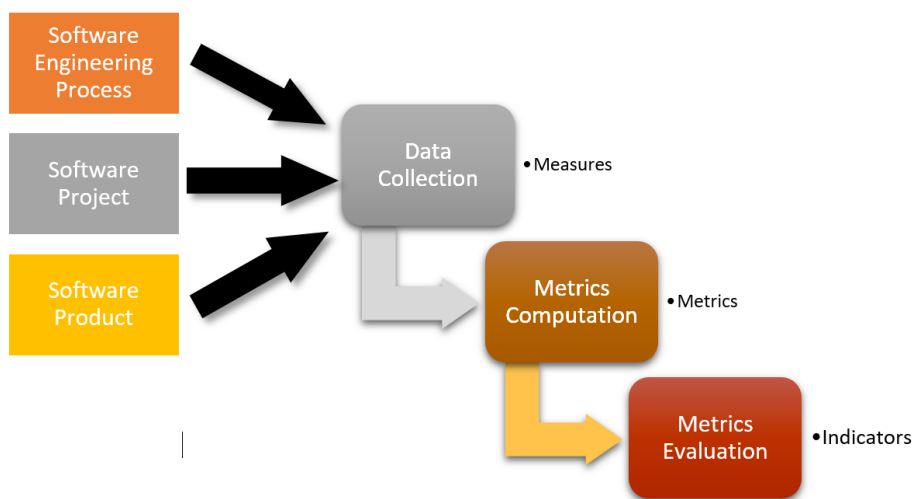 Software
Engineering
Process
Software
Project
Software
Product
Data
Collection
•Measures
Metrics
Computation
•Metrics
Metrics
Evaluation
•Indicators